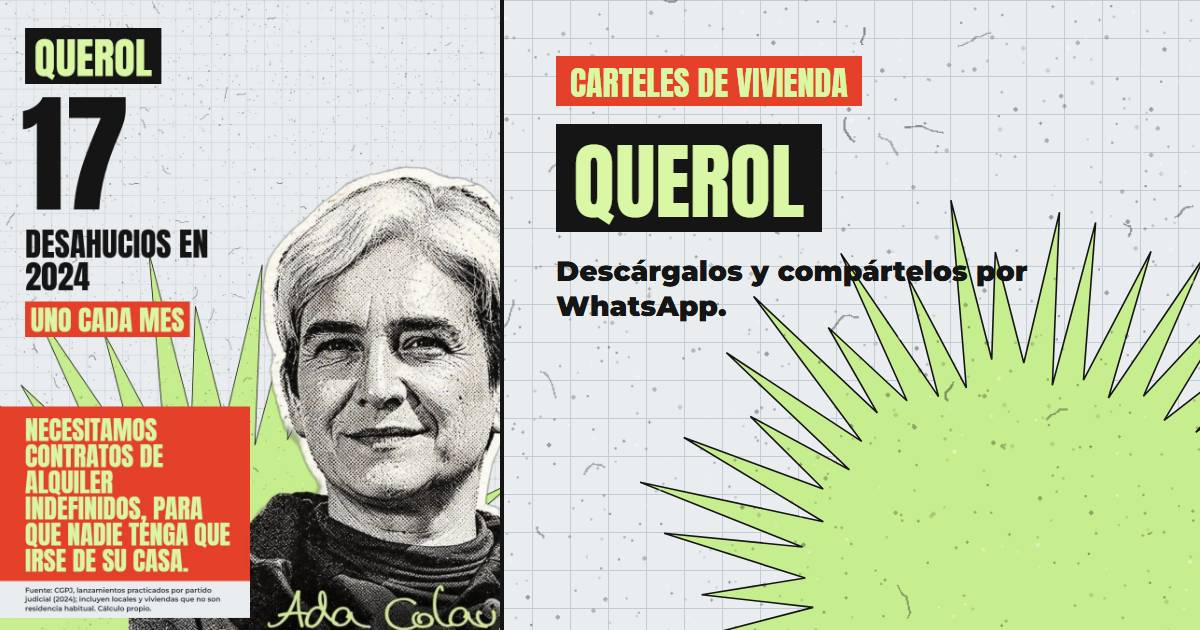 QUEROL
17
DESAHUCIOS EN
2024
UNO CADA MES
NECESITAMOS
CONTRATOS DE
ALQUILER
INDEFINIDOS, PARA
QUE NADIE TENGA QUE
IRSE DE SU CASA.
Fuente: CGPJ, lanzamientos practicados por partido
judicial (2024); incluyen locales y viviendas que no son
residencia habitual. Cálculo propio.
Ada Colau
CARTELES DE VIVIENDA
QUEROL
Descárgalos y compártelos por
WhatsApp.